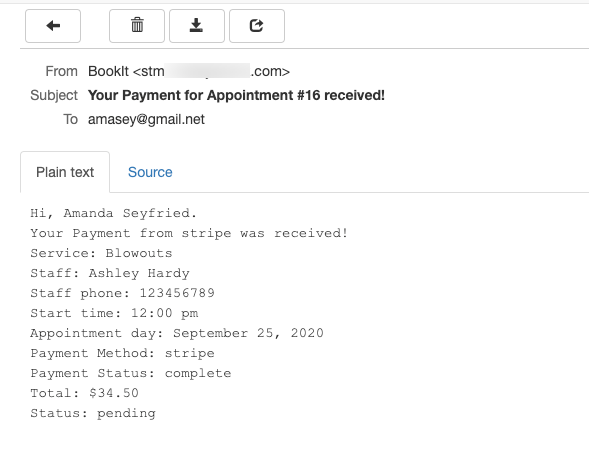 From BookIt <stm .com>
Subject Your Payment for Appointment #16 received!
To amasey@gmail.net
Plain text Source
Hi, Amanda Seyfried.
Your Payment from stripe was received!
Service: Blowouts
Staff: Ashley Hardy
Staff phone: 123456789
Start time: 12:00 pm
Appointment day: September 25, 2020
Payment Method: stripe
Payment Status: complete
Total: $34.50
Status: pending